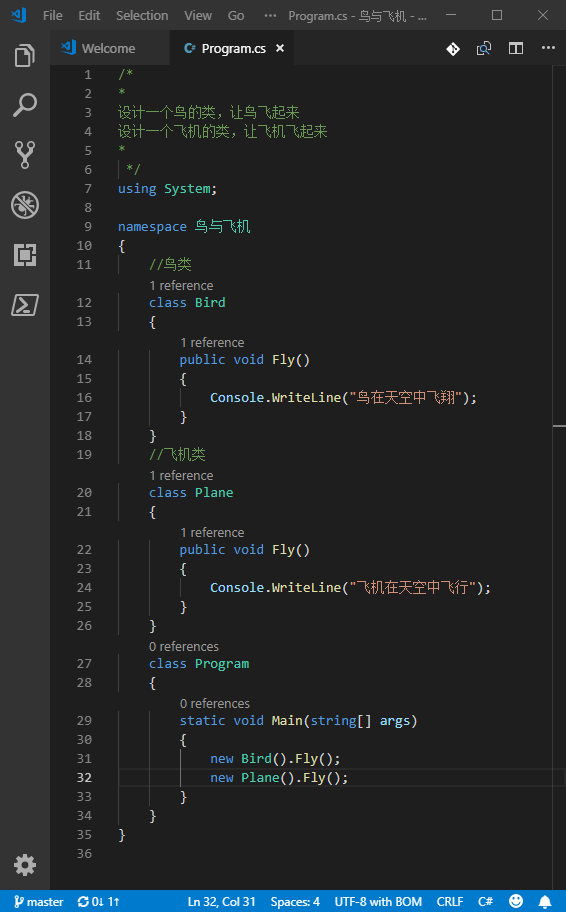 File Edit Selection View Go ··· Program.cs - 鸟与飞机 - ...
Welcome Program.cs
1 /*
2 *
3 设计一个鸟的类，让鸟飞起来
4 设计一个飞机的类，让飞机飞起来
5 *
6 */
7 using System;
8
9 namespace 鸟与飞机
10 {
11 //鸟类
1 reference
12 class Bird
13 {
1 reference
14 public void Fly()
15 {
16 Console.WriteLine("鸟在天空中飞翔");
17 }
18 }
19 //飞机类
1 reference
20 class Plane
21 {
1 reference
22 public void Fly()
23 {
24 Console.WriteLine("飞机在天空中飞行");
25 }
26 }
0 references
27 class Program
28 {
0 references
29 static void Main(string[] args)
30 {
31 new Bird().Fly();
32 new Plane().Fly();
33 }
34 }
35 }
36
master 0↓ 1↑ Ln 32, Col 31 Spaces: 4 UTF-8 with BOM CRLF C#